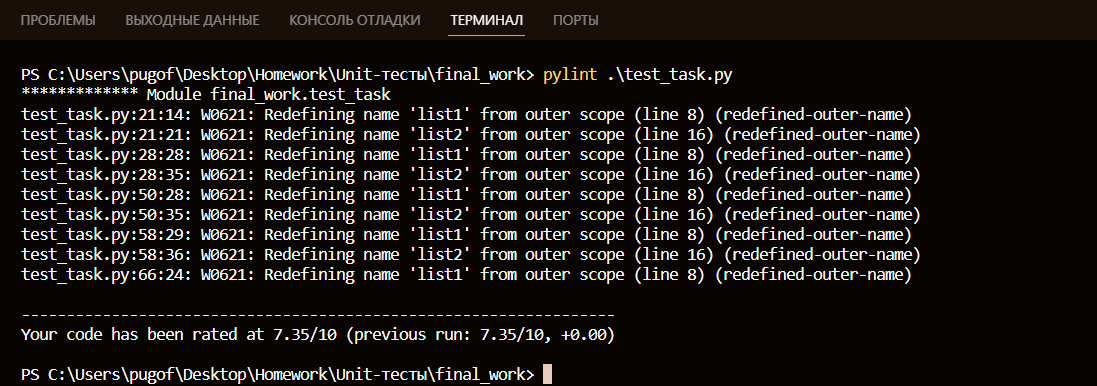 ПРОБЛЕМЫ ВЫХОДНЫЕ ДАННЫЕ КОНСОЛЬ ОТЛАДКИ ТЕРМИНАЛ ПОРТЫ
PS C:\Users\pugof\Desktop\Homework\Unit-тесты\final_work> pylint .\test_task.py
************* Module final_work.test_task
test_task.py:21:14: W0621: Redefining name 'list1' from outer scope (line 8) (redefined-outer-name)
test_task.py:21:21: W0621: Redefining name 'list2' from outer scope (line 16) (redefined-outer-name)
test_task.py:28:28: W0621: Redefining name 'list1' from outer scope (line 8) (redefined-outer-name)
test_task.py:28:35: W0621: Redefining name 'list2' from outer scope (line 16) (redefined-outer-name)
test_task.py:50:28: W0621: Redefining name 'list1' from outer scope (line 8) (redefined-outer-name)
test_task.py:50:35: W0621: Redefining name 'list2' from outer scope (line 16) (redefined-outer-name)
test_task.py:58:29: W0621: Redefining name 'list1' from outer scope (line 8) (redefined-outer-name)
test_task.py:58:36: W0621: Redefining name 'list2' from outer scope (line 16) (redefined-outer-name)
test_task.py:66:24: W0621: Redefining name 'list1' from outer scope (line 8) (redefined-outer-name)
------------------------------------------------------------------
Your code has been rated at 7.35/10 (previous run: 7.35/10, +0.00)
PS C:\Users\pugof\Desktop\Homework\Unit-тесты\final_work>